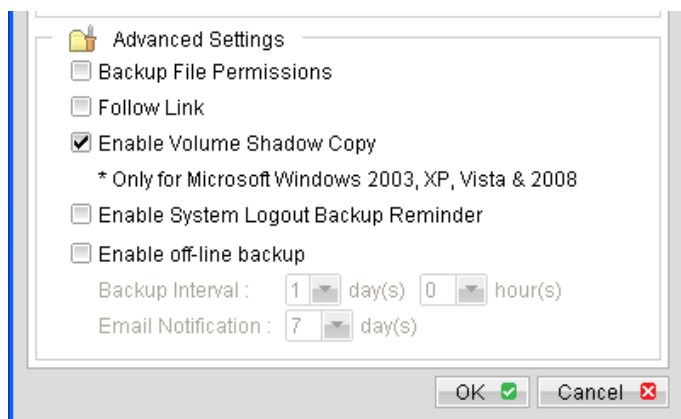 Advanced Settings
Backup File Permissions
Follow Link
Enable Volume Shadow Copy
* Only for Microsoft Windows 2003, XP, Vista & 2008
Enable System Logout Backup Reminder
Enable off-line backup
Backup Interval : 1 day(s) 0 hour(s)
Email Notification : 7 day(s)
OK Cancel